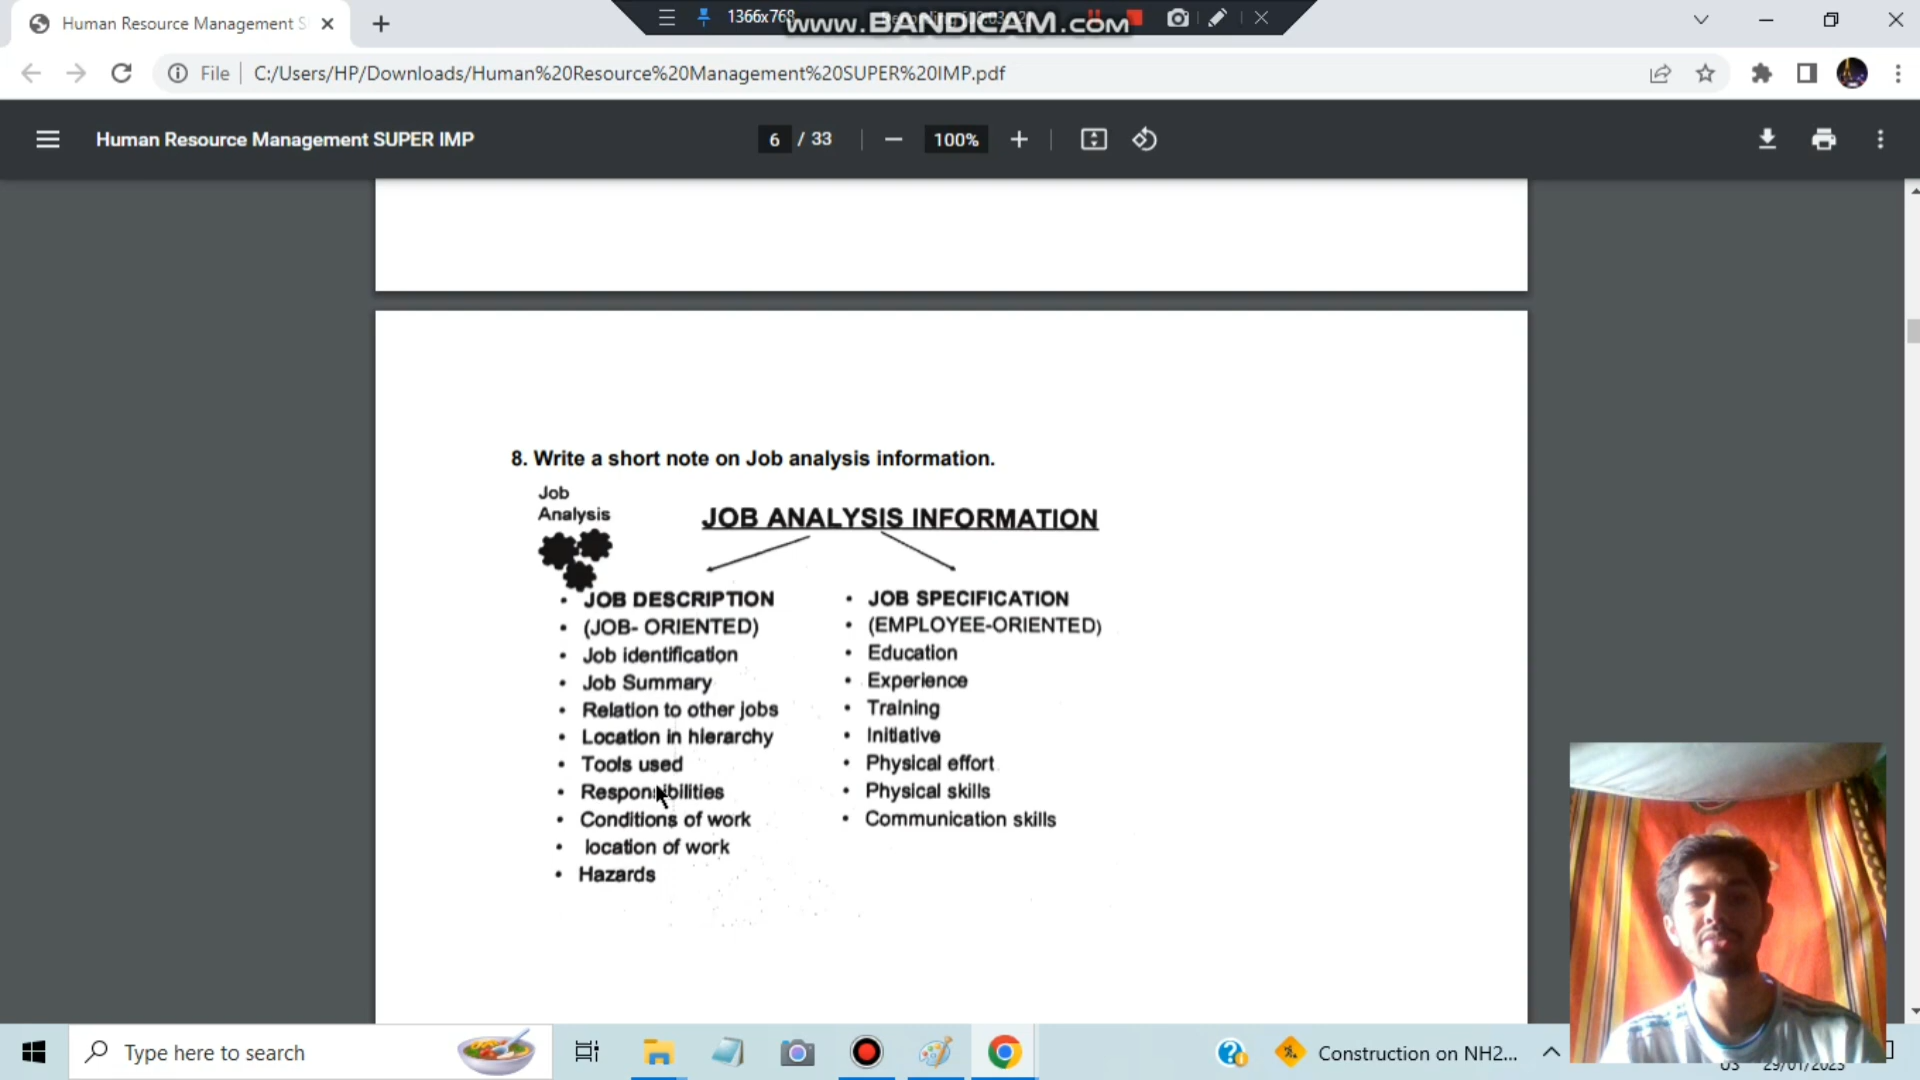 Human Resource Management S
1366x768
www.BANDICAM.com
File
C:/Users/HP/Downloads/Human%20Resource%20Management%20SUPER%20IMP.pdf
Human Resource Management SUPER IMP
6 / 33
100%
8. Write a short note on Job analysis information.
Job
Analysis
JOB ANALYSIS INFORMATION
• JOB DESCRIPTION
• (JOB- ORIENTED)
• Job identification
• Job Summary
• Relation to other jobs
• Location in hierarchy
• Tools used
• Responsibilities
• Conditions of work
• location of work
• Hazards
• JOB SPECIFICATION
• (EMPLOYEE-ORIENTED)
• Education
• Experience
• Training
• Initiative
• Physical effort
• Physical skills
• Communication skills
Type here to search
Construction on NH2...
US
29/01/2023